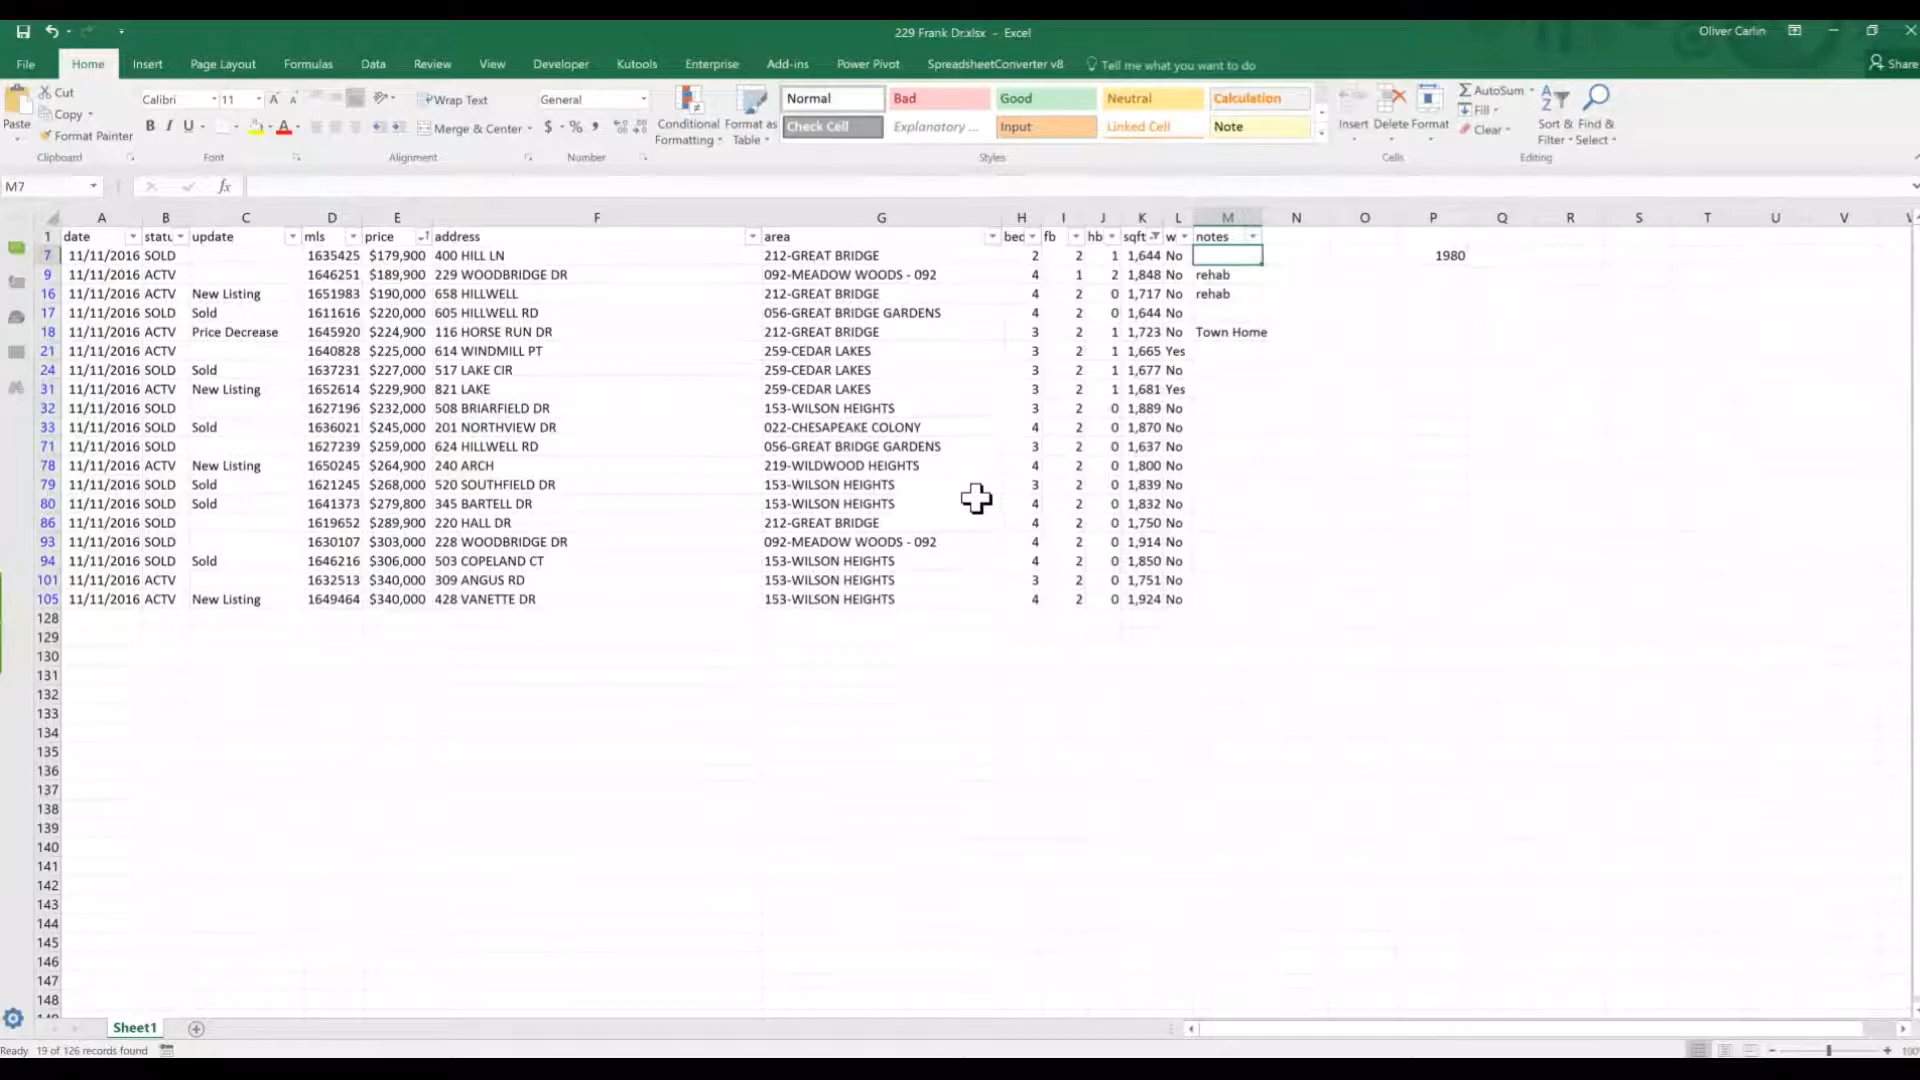 229 Frank Dr.xlsx - Excel
Oliver Carlin
File Home Insert Page Layout Formulas Data Review View Developer Kutools Enterprise Add-ins Power Pivot SpreadsheetConverter v8 Tell me what you want to do Share
Paste
Cut
Copy
Format Painter
Clipboard
Calibri 11
B I U
Font
Wrap Text
Merge & Center
Alignment
General
$ % ,
Number
Conditional Formatting
Format as Table
Normal Bad Good Neutral Calculation
Check Cell Explanatory ... Input Linked Cell Note
Styles
Insert Delete Format
Cells
AutoSum
Fill
Clear
Sort & Filter
Find & Select
Editing
M7 fx
A B C D E F G H I J K L M N O P Q R S T U V
1 date statu update mls price address area bec fb hb sqft w notes
7 11/11/2016 SOLD 1635425 $179,900 400 HILL LN 212-GREAT BRIDGE 2 2 1 1,644 No 1980
9 11/11/2016 ACTV 1646251 $189,900 229 WOODBRIDGE DR 092-MEADOW WOODS - 092 4 1 2 1,848 No rehab
16 11/11/2016 ACTV New Listing 1651983 $190,000 658 HILLWELL 212-GREAT BRIDGE 4 2 0 1,717 No rehab
17 11/11/2016 SOLD Sold 1611616 $220,000 605 HILLWELL RD 056-GREAT BRIDGE GARDENS 4 2 0 1,644 No
18 11/11/2016 ACTV Price Decrease 1645920 $224,900 116 HORSE RUN DR 212-GREAT BRIDGE 3 2 1 1,723 No Town Home
21 11/11/2016 ACTV 1640828 $225,000 614 WINDMILL PT 259-CEDAR LAKES 3 2 1 1,665 Yes
24 11/11/2016 SOLD Sold 1637231 $227,000 517 LAKE CIR 259-CEDAR LAKES 3 2 1 1,677 No
31 11/11/2016 ACTV New Listing 1652614 $229,900 821 LAKE 259-CEDAR LAKES 3 2 1 1,681 Yes
32 11/11/2016 SOLD 1627196 $232,000 508 BRIARFIELD DR 153-WILSON HEIGHTS 3 2 0 1,889 No
33 11/11/2016 SOLD Sold 1636021 $245,000 201 NORTHVIEW DR 022-CHESAPEAKE COLONY 4 2 0 1,870 No
71 11/11/2016 SOLD 1627239 $259,000 624 HILLWELL RD 056-GREAT BRIDGE GARDENS 3 2 0 1,637 No
78 11/11/2016 ACTV New Listing 1650245 $264,900 240 ARCH 219-WILDWOOD HEIGHTS 4 2 0 1,800 No
79 11/11/2016 SOLD Sold 1621245 $268,000 520 SOUTHFIELD DR 153-WILSON HEIGHTS 3 2 0 1,839 No
80 11/11/2016 SOLD Sold 1641373 $279,800 345 BARTELL DR 153-WILSON HEIGHTS 4 2 0 1,832 No
86 11/11/2016 SOLD 1619652 $289,900 220 HALL DR 212-GREAT BRIDGE 4 2 0 1,750 No
93 11/11/2016 SOLD 1630107 $303,000 228 WOODBRIDGE DR 092-MEADOW WOODS - 092 4 2 0 1,914 No
94 11/11/2016 SOLD Sold 1646216 $306,000 503 COPELAND CT 153-WILSON HEIGHTS 4 2 0 1,850 No
101 11/11/2016 ACTV 1632513 $340,000 309 ANGUS RD 153-WILSON HEIGHTS 3 2 0 1,751 No
105 11/11/2016 ACTV New Listing 1649464 $340,000 428 VANETTE DR 153-WILSON HEIGHTS 4 2 0 1,924 No
128
129
130
131
132
133
134
135
136
137
138
139
140
141
142
143
144
145
146
147
148
Sheet1
Ready 19 of 126 records found 100